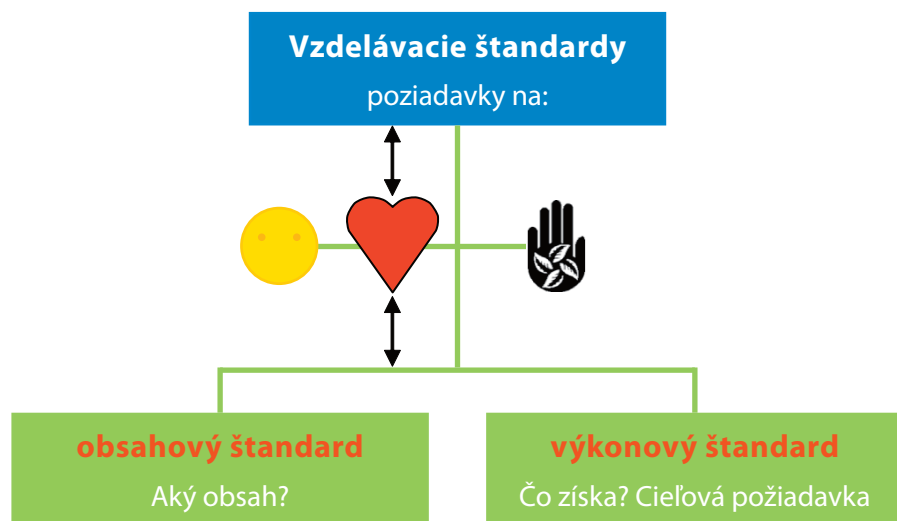 Vzdelávacie štandardy
poziadavky na:
obsahový štandard
Aký obsah?
výkonový štandard
Čo získa? Cieľová požiadavka